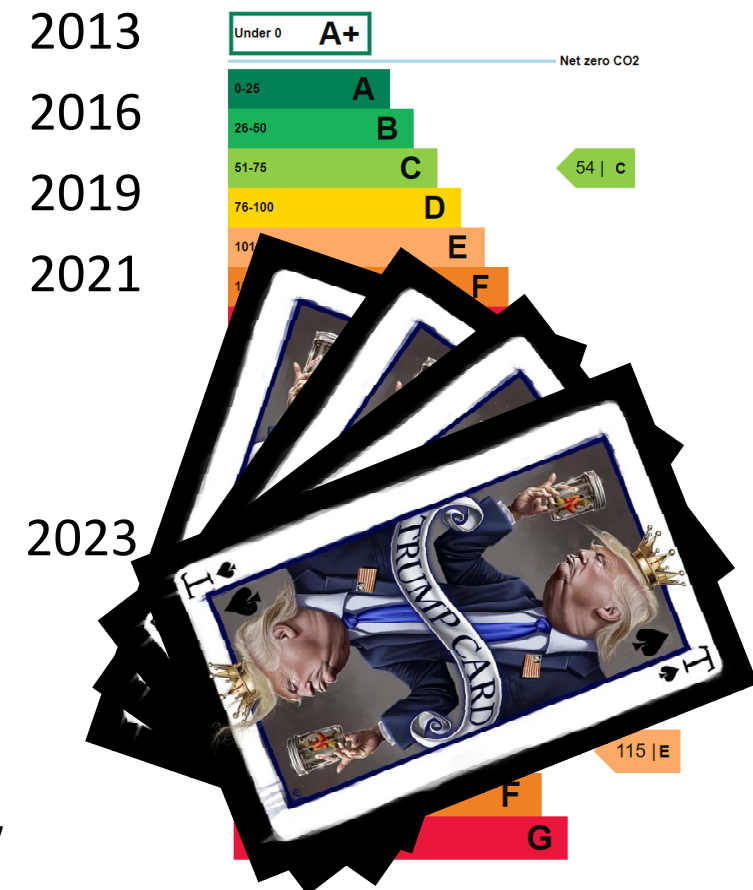 2013
Under 0 A+
Net zero CO2
0-25 A
2016
26-50 B
51-75 C
54 | C
2019
76-100 D
101 E
2021
F
2023
TRUMP CARD
T
T
115 | E
F
G